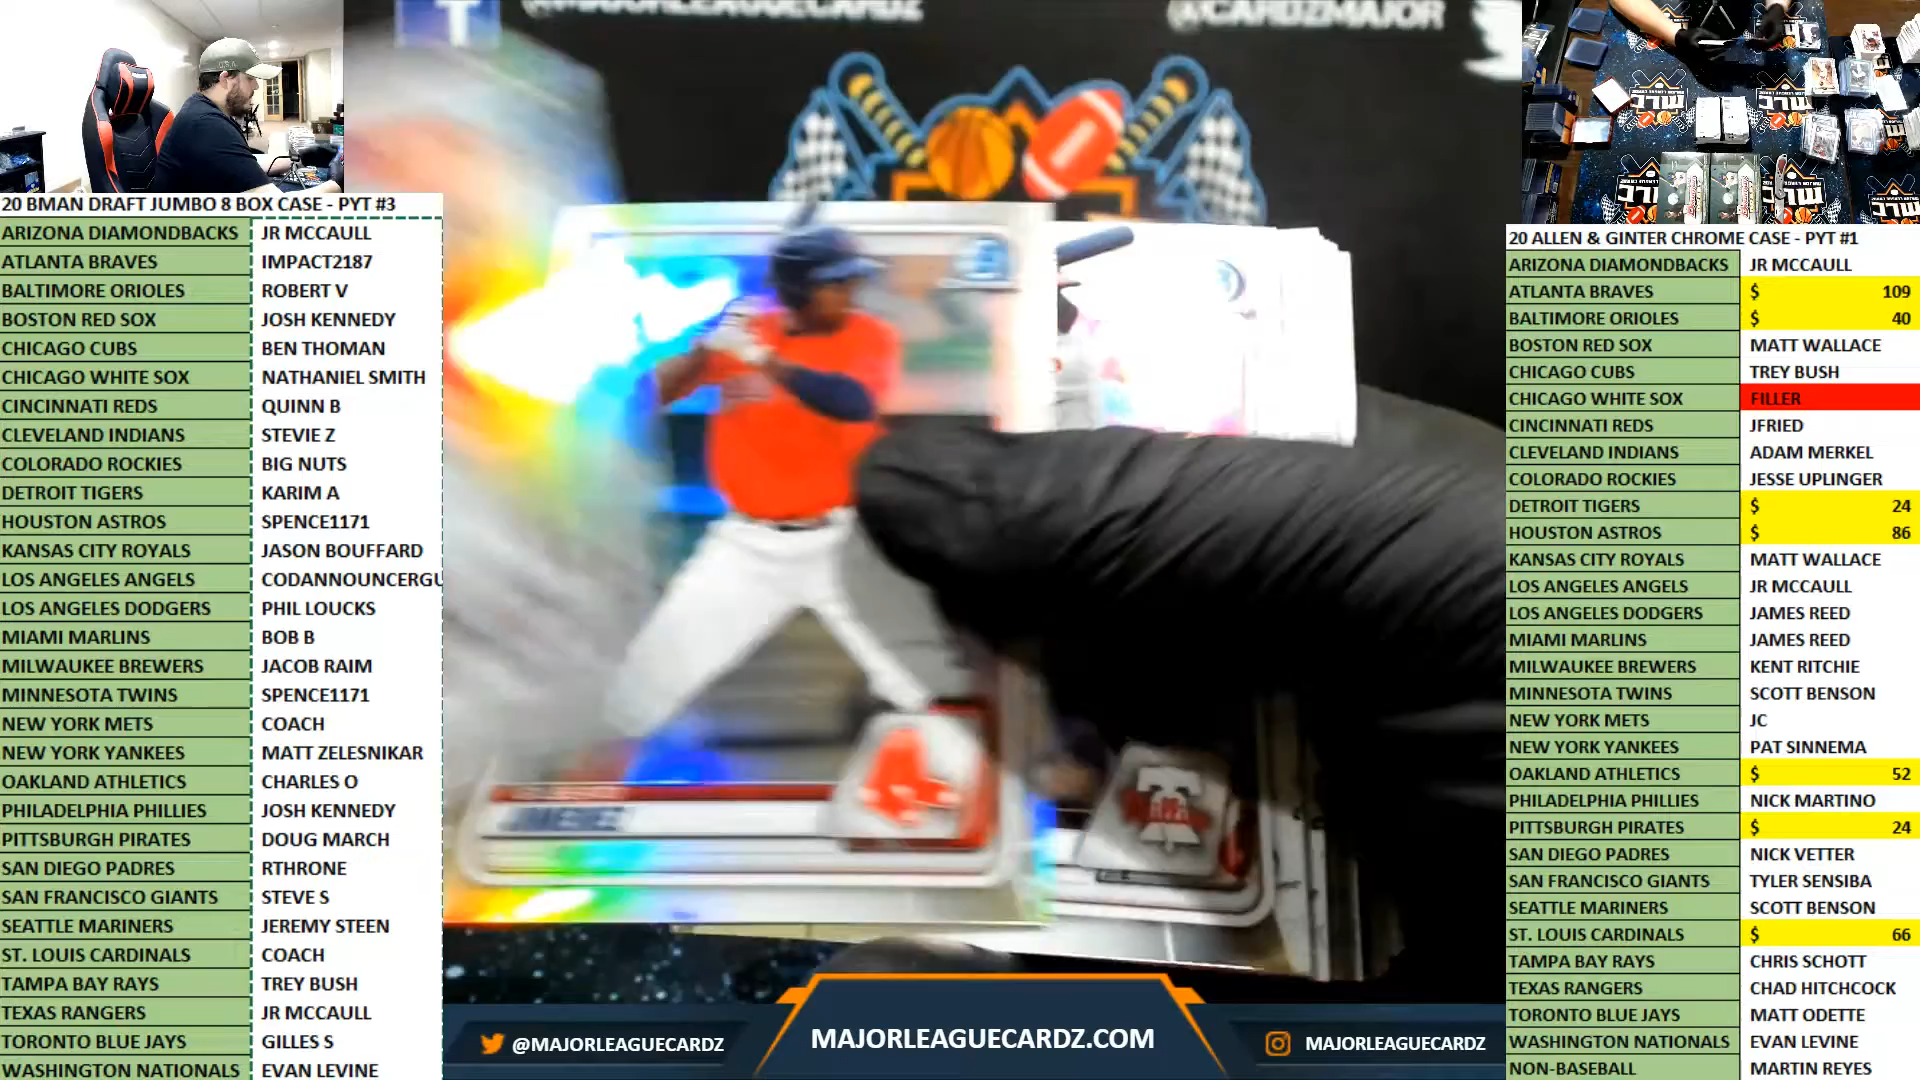 @MAJORLEAGUECARDZ
@CARDZMAJOR
20 BMAN DRAFT JUMBO 8 BOX CASE - PYT #3
ARIZONA DIAMONDBACKS JR MCCAULL
ATLANTA BRAVES IMPACT2187
BALTIMORE ORIOLES ROBERT V
BOSTON RED SOX JOSH KENNEDY
CHICAGO CUBS BEN THOMAN
CHICAGO WHITE SOX NATHANIEL SMITH
CINCINNATI REDS QUINN B
CLEVELAND INDIANS STEVIE Z
COLORADO ROCKIES BIG NUTS
DETROIT TIGERS KARIM A
HOUSTON ASTROS SPENCE1171
KANSAS CITY ROYALS JASON BOUFFARD
LOS ANGELES ANGELS CODANNOUNCERGU
LOS ANGELES DODGERS PHIL LOUCKS
MIAMI MARLINS BOB B
MILWAUKEE BREWERS JACOB RAIM
MINNESOTA TWINS SPENCE1171
NEW YORK METS COACH
NEW YORK YANKEES MATT ZELESNIKAR
OAKLAND ATHLETICS CHARLES O
PHILADELPHIA PHILLIES JOSH KENNEDY
PITTSBURGH PIRATES DOUG MARCH
SAN DIEGO PADRES RTHRONE
SAN FRANCISCO GIANTS STEVE S
SEATTLE MARINERS JEREMY STEEN
ST. LOUIS CARDINALS COACH
TAMPA BAY RAYS TREY BUSH
TEXAS RANGERS JR MCCAULL
TORONTO BLUE JAYS GILLES S
WASHINGTON NATIONALS EVAN LEVINE
JIMENEZ
@MAJORLEAGUECARDZ
MAJORLEAGUECARDZ.COM
MAJORLEAGUECARDZ
20 ALLEN & GINTER CHROME CASE - PYT #1
ARIZONA DIAMONDBACKS JR MCCAULL
ATLANTA BRAVES $ 109
BALTIMORE ORIOLES $ 40
BOSTON RED SOX MATT WALLACE
CHICAGO CUBS TREY BUSH
CHICAGO WHITE SOX FILLER
CINCINNATI REDS JFRIED
CLEVELAND INDIANS ADAM MERKEL
COLORADO ROCKIES JESSE UPLINGER
DETROIT TIGERS $ 24
HOUSTON ASTROS $ 86
KANSAS CITY ROYALS MATT WALLACE
LOS ANGELES ANGELS JR MCCAULL
LOS ANGELES DODGERS JAMES REED
MIAMI MARLINS JAMES REED
MILWAUKEE BREWERS KENT RITCHIE
MINNESOTA TWINS SCOTT BENSON
NEW YORK METS JC
NEW YORK YANKEES PAT SINNEMA
OAKLAND ATHLETICS $ 52
PHILADELPHIA PHILLIES NICK MARTINO
PITTSBURGH PIRATES $ 24
SAN DIEGO PADRES NICK VETTER
SAN FRANCISCO GIANTS TYLER SENSIBA
SEATTLE MARINERS SCOTT BENSON
ST. LOUIS CARDINALS $ 66
TAMPA BAY RAYS CHRIS SCHOTT
TEXAS RANGERS CHAD HITCHCOCK
TORONTO BLUE JAYS MATT ODETTE
WASHINGTON NATIONALS EVAN LEVINE
NON-BASEBALL MARTIN REYES